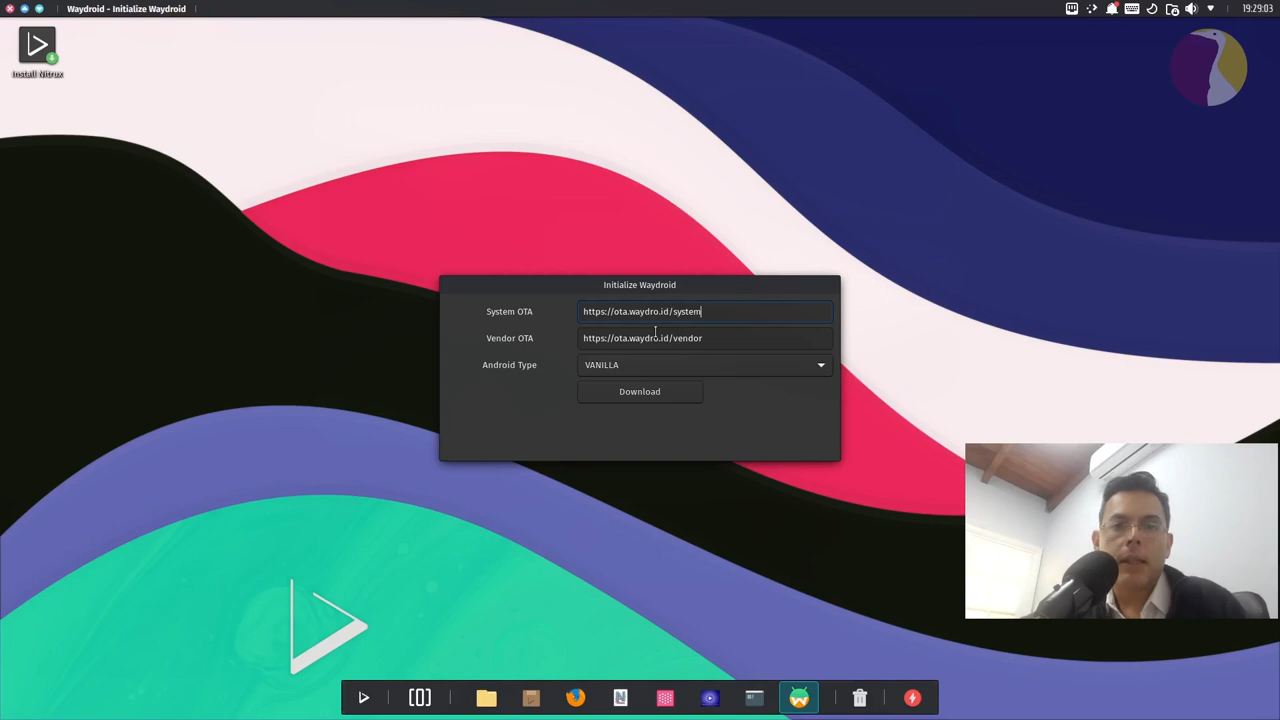 Waydroid - Initialize Waydroid
19:29:03
Install Nitrux
Initialize Waydroid
System OTA
https://ota.waydro.id/system
Vendor OTA
https://ota.waydro.id/vendor
Android Type
VANILLA
Download